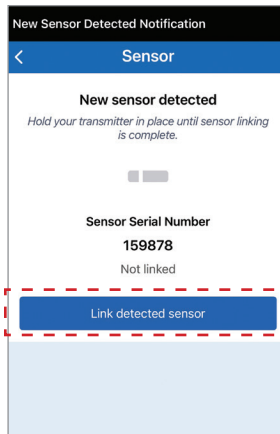 New Sensor Detected Notification
Sensor
New sensor detected
Hold your transmitter in place until sensor linking
is complete.
Sensor Serial Number
159878
Not linked
Link detected sensor